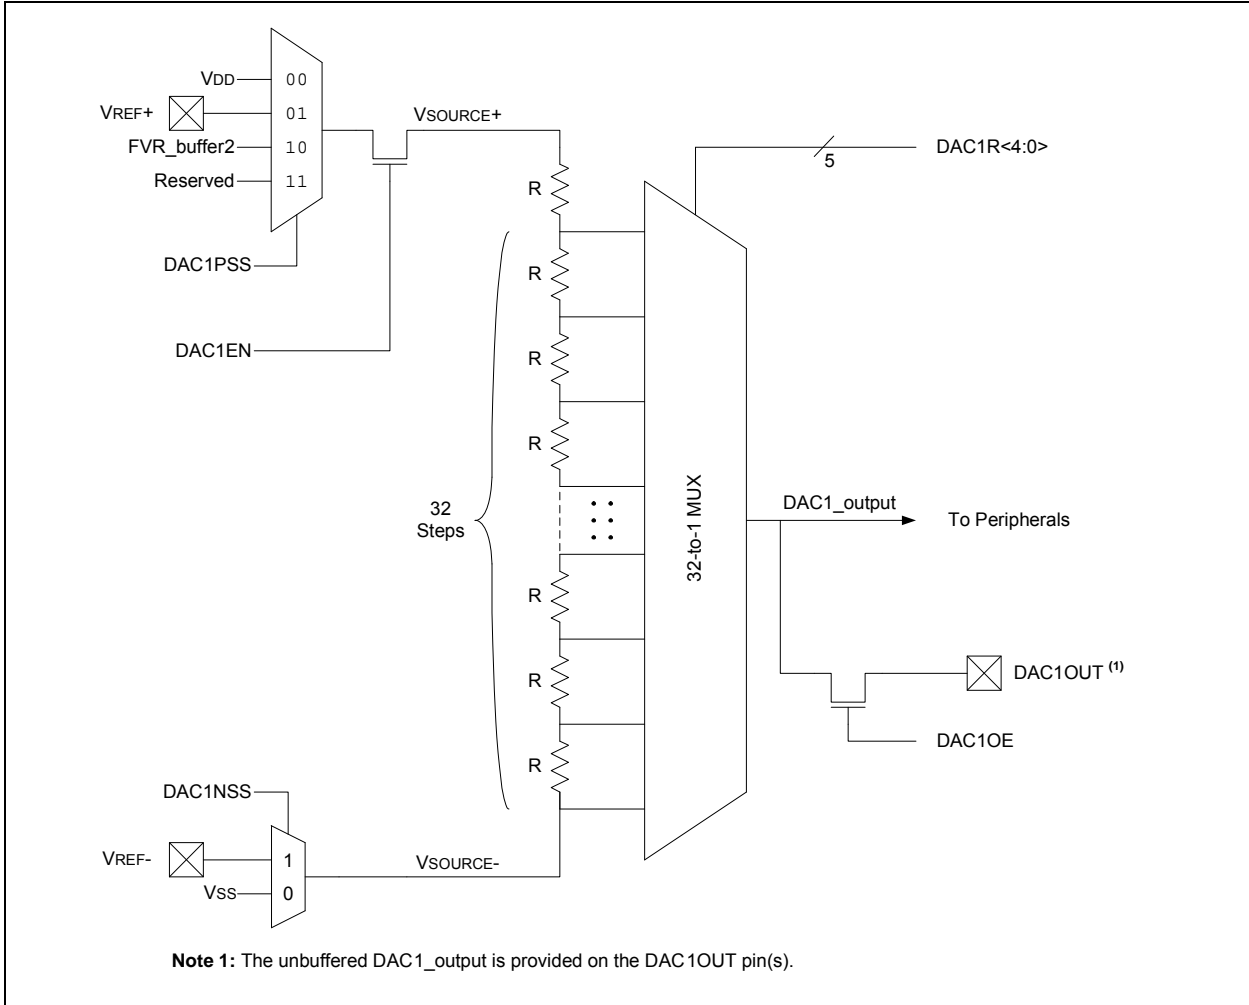 VDD
00
VREF+
01
VSOURCE+
FVR_buffer2
10
DAC1R<4:0>
5
Reserved
11
R
DAC1PSS
R
DAC1EN
R
R
32
Steps
32-to-1 MUX
DAC1_output
To Peripherals
R
DAC1OUT (1)
R
DAC1OE
R
DAC1NSS
VREF-
1
VSOURCE-
VSS
0
Note 1: The unbuffered DAC1_output is provided on the DAC1OUT pin(s).